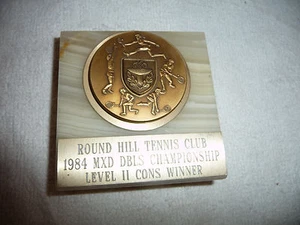 ROUND HILL TENNIS CLUB
1984 MXD DBLS CHAMPIONSHIP
LEVEL II CONS. WINNER